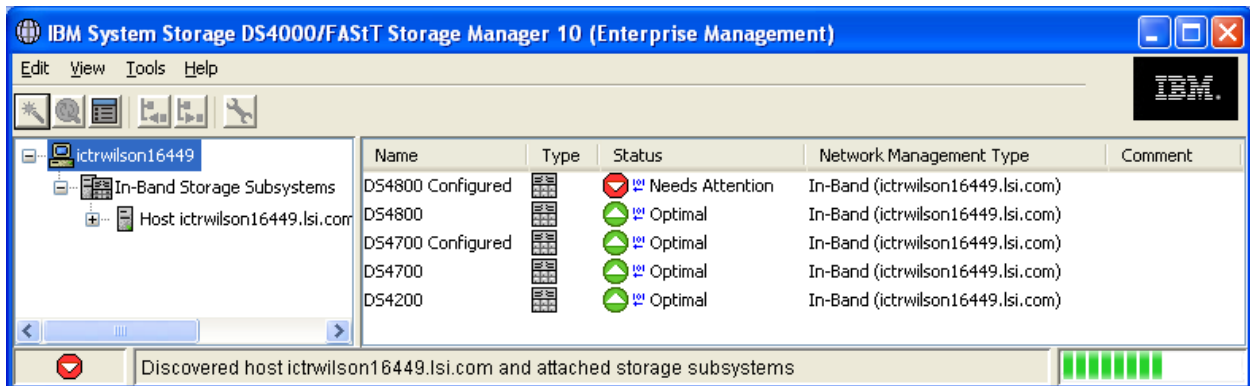 IBM System Storage DS4000/FAStT Storage Manager 10 (Enterprise Management)
Edit View Tools Help
IBM.
ictrwilson16449
In-Band Storage Subsystems
Host ictrwilson16449.lsi.com
Name Type Status Network Management Type Comment
DS4800 Configured Needs Attention In-Band (ictrwilson16449.lsi.com)
DS4800 Optimal In-Band (ictrwilson16449.lsi.com)
DS4700 Configured Optimal In-Band (ictrwilson16449.lsi.com)
DS4700 Optimal In-Band (ictrwilson16449.lsi.com)
DS4200 Optimal In-Band (ictrwilson16449.lsi.com)
Discovered host ictrwilson16449.lsi.com and attached storage subsystems